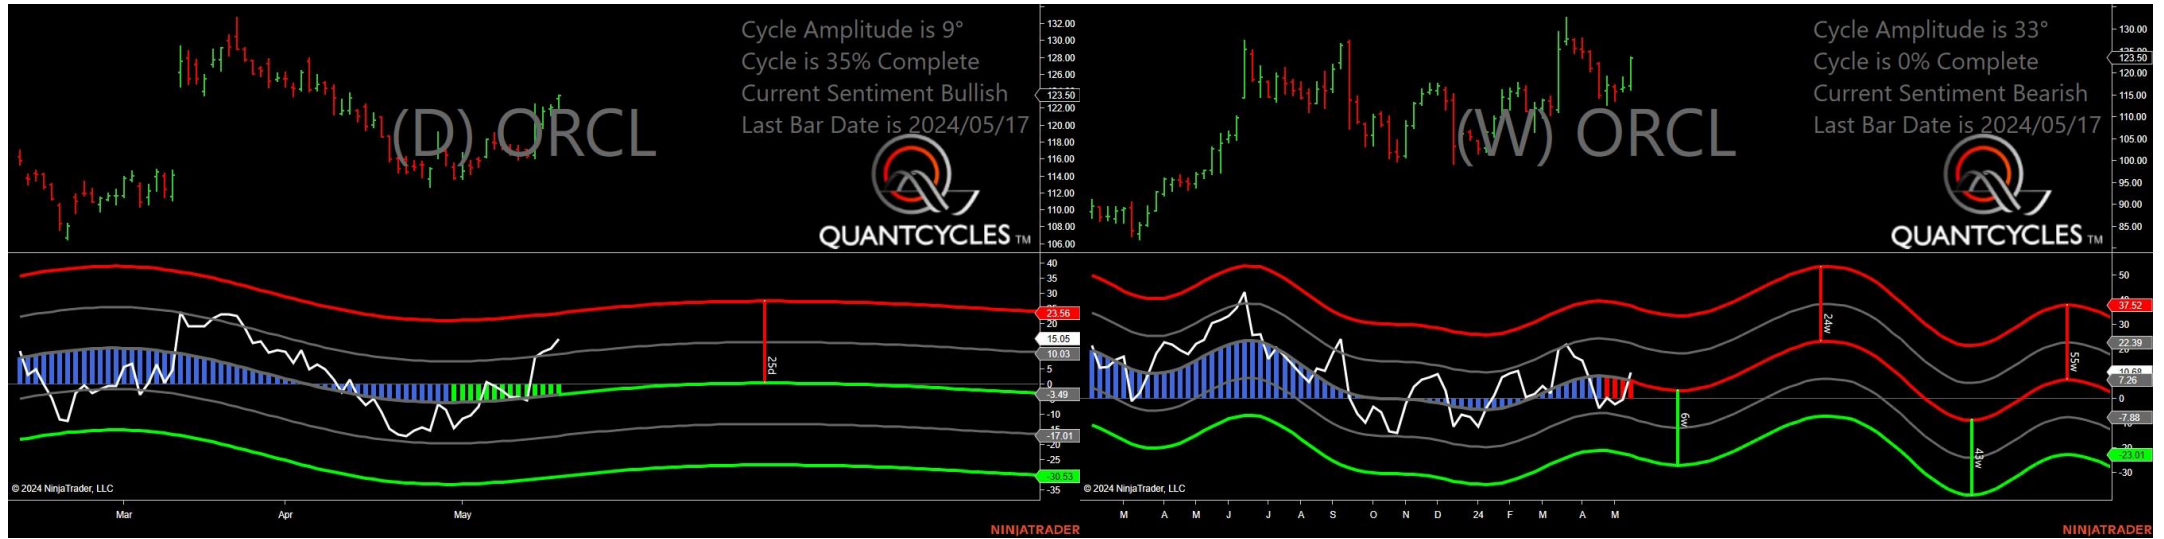 Cycle Amplitude is 9°
Cycle is 35% Complete
Current Sentiment Bullish
Last Bar Date is 2024/05/17
(D) ORCL
QUANTCYCLES TM
132.00
130.00
128.00
126.00
123.50
122.00
120.00
118.00
116.00
114.00
112.00
110.00
108.00
106.00
40
35
30
23.56
20
15.05
10.03
5
0
-3.49
-10
-17.01
-20
-25
-30.53
-35
25d
© 2024 NinjaTrader, LLC
Mar Apr May
NINJATRADER
Cycle Amplitude is 33°
Cycle is 0% Complete
Current Sentiment Bearish
Last Bar Date is 2024/05/17
(W) ORCL
QUANTCYCLES TM
130.00
125.00
123.50
120.00
115.00
110.00
105.00
100.00
95.00
90.00
85.00
50
37.52
30
22.39
10.68
7.26
0
-7.88
-23.01
-30
24w
55w
6w
43w
© 2024 NinjaTrader, LLC
M A M J J A S O N D 24 F M A M
NINJATRADER